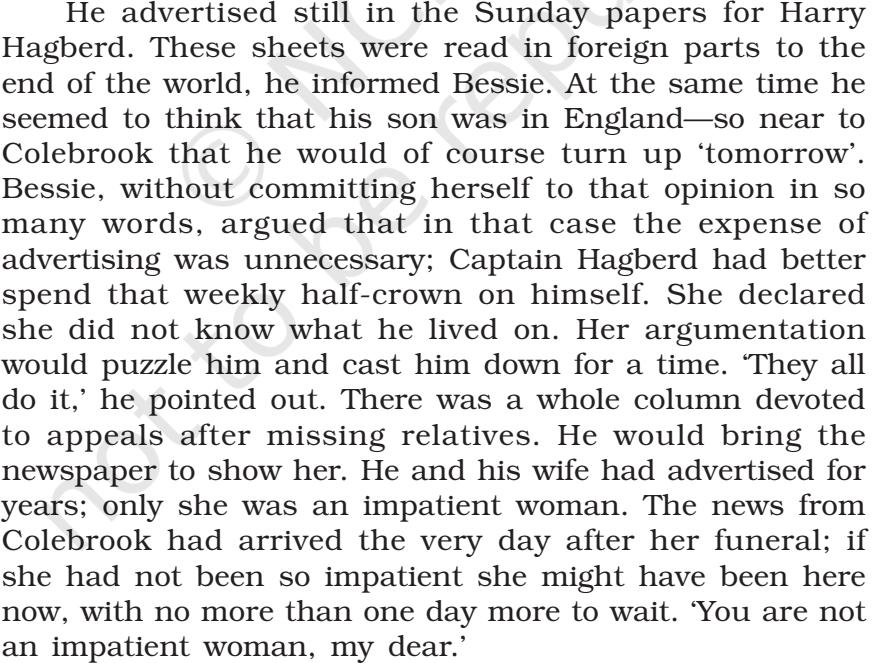 He advertised still in the Sunday papers for Harry
Hagberd. These sheets were read in foreign parts to the
end of the world, he informed Bessie. At the same time he
seemed to think that his son was in England—so near to
Colebrook that he would of course turn up ‘tomorrow’.
Bessie, without committing herself to that opinion in so
many words, argued that in that case the expense of
advertising was unnecessary; Captain Hagberd had better
spend that weekly half-crown on himself. She declared
she did not know what he lived on. Her argumentation
would puzzle him and cast him down for a time. ‘They all
do it,’ he pointed out. There was a whole column devoted
to appeals after missing relatives. He would bring the
newspaper to show her. He and his wife had advertised for
years; only she was an impatient woman. The news from
Colebrook had arrived the very day after her funeral; if
she had not been so impatient she might have been here
now, with no more than one day more to wait. ‘You are not
an impatient woman, my dear.’
© NC
not to be repu